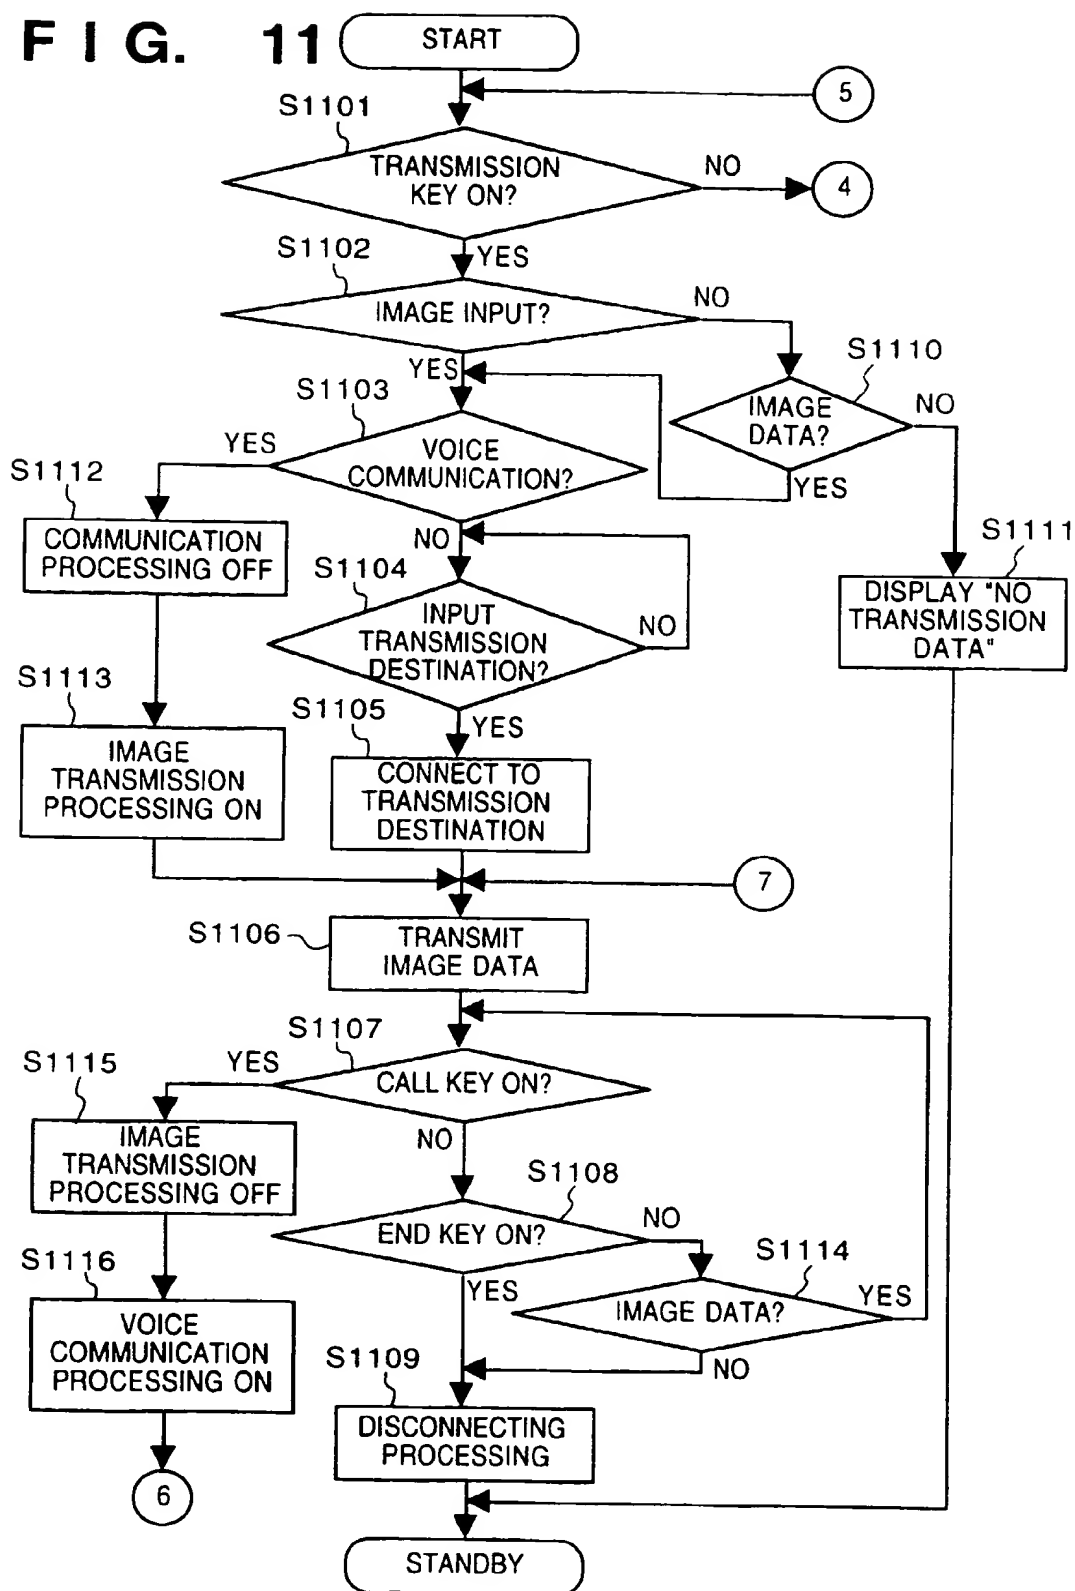 FIG. 11
START
5
S1101
TRANSMISSION
KEY ON?
NO
4
YES
S1102
IMAGE INPUT?
NO
YES
S1110
IMAGE
DATA?
NO
YES
S1103
VOICE
COMMUNICATION?
YES
NO
S1112
COMMUNICATION
PROCESSING OFF
S1111
DISPLAY "NO
TRANSMISSION
DATA"
S1104
INPUT
TRANSMISSION
DESTINATION?
NO
YES
S1113
IMAGE
TRANSMISSION
PROCESSING ON
S1105
CONNECT TO
TRANSMISSION
DESTINATION
7
S1106
TRANSMIT
IMAGE DATA
S1107
CALL KEY ON?
YES
NO
S1115
IMAGE
TRANSMISSION
PROCESSING OFF
S1108
END KEY ON?
NO
YES
S1114
IMAGE DATA?
YES
NO
S1116
VOICE
COMMUNICATION
PROCESSING ON
6
S1109
DISCONNECTING
PROCESSING
STANDBY